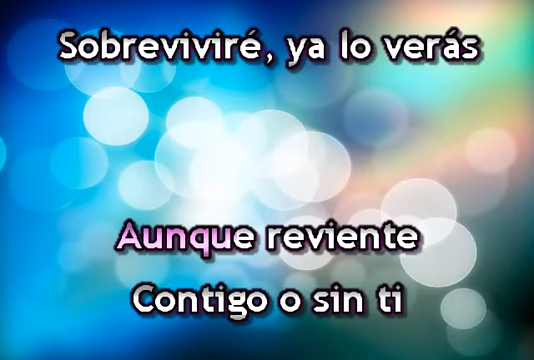 Sobreviviré, ya lo verás
Aunque reviente
Contigo o sin ti